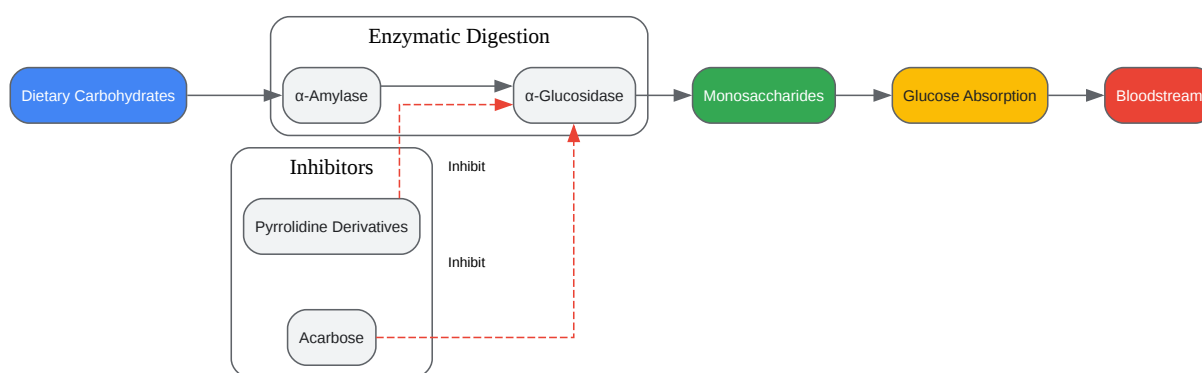 Enzymatic Digestion
Dietary Carbohydrates
α-Amylase
α-Glucosidase
Monosaccharides
Glucose Absorption
Bloodstream
Inhibitors
Inhibit
Pyrrolidine Derivatives
Inhibit
Acarbose